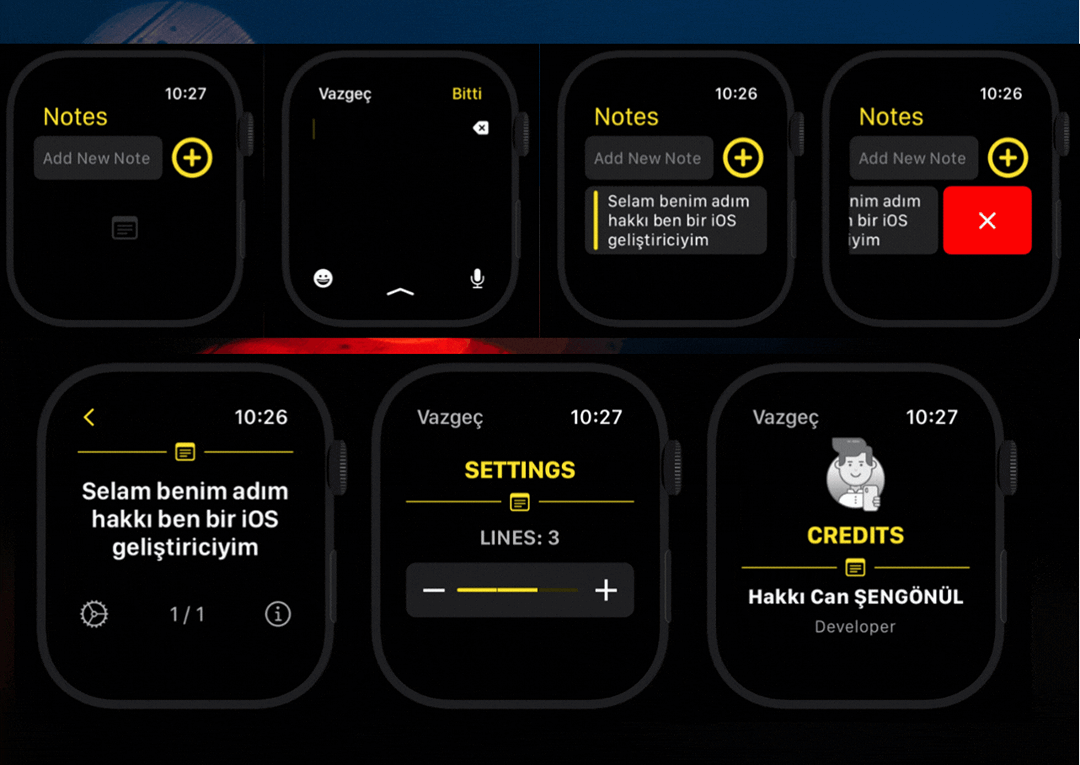 10:27
Notes
Add New Note
Vazgeç
Bitti
10:26
Notes
Add New Note
Selam benim adım
hakkı ben bir iOS
geliştiriciyim
10:26
Notes
Add New Note
nim adım
bir iOS
iyim
10:26
Selam benim adım
hakkı ben bir iOS
geliştiriciyim
1/1
Vazgeç
10:27
SETTINGS
LINES: 3
Vazgeç
10:27
CREDITS
Hakkı Can ŞENGÖNÜL
Developer